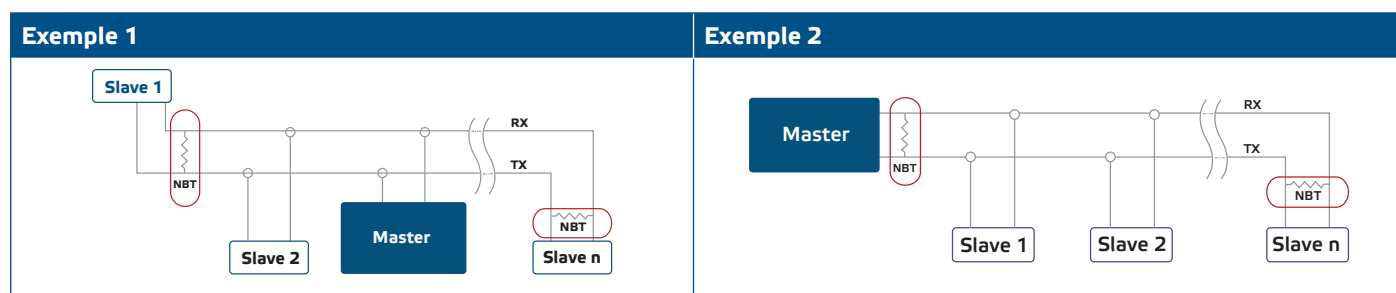 Exemple 1
Slave 1
RX
TX
NBT
Master
NBT
Slave 2
Slave n
Exemple 2
RX
Master
TX
NBT
NBT
Slave 1
Slave 2
Slave n